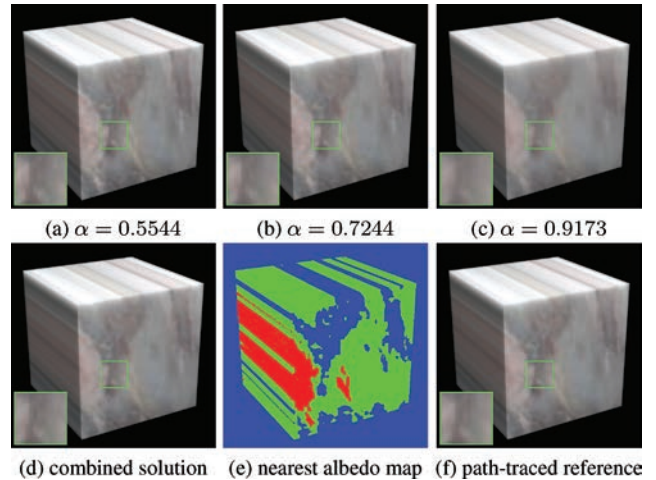 (a) α = 0.5544
(b) α = 0.7244
(c) α = 0.9173
(d) combined solution
(e) nearest albedo map
(f) path-traced reference